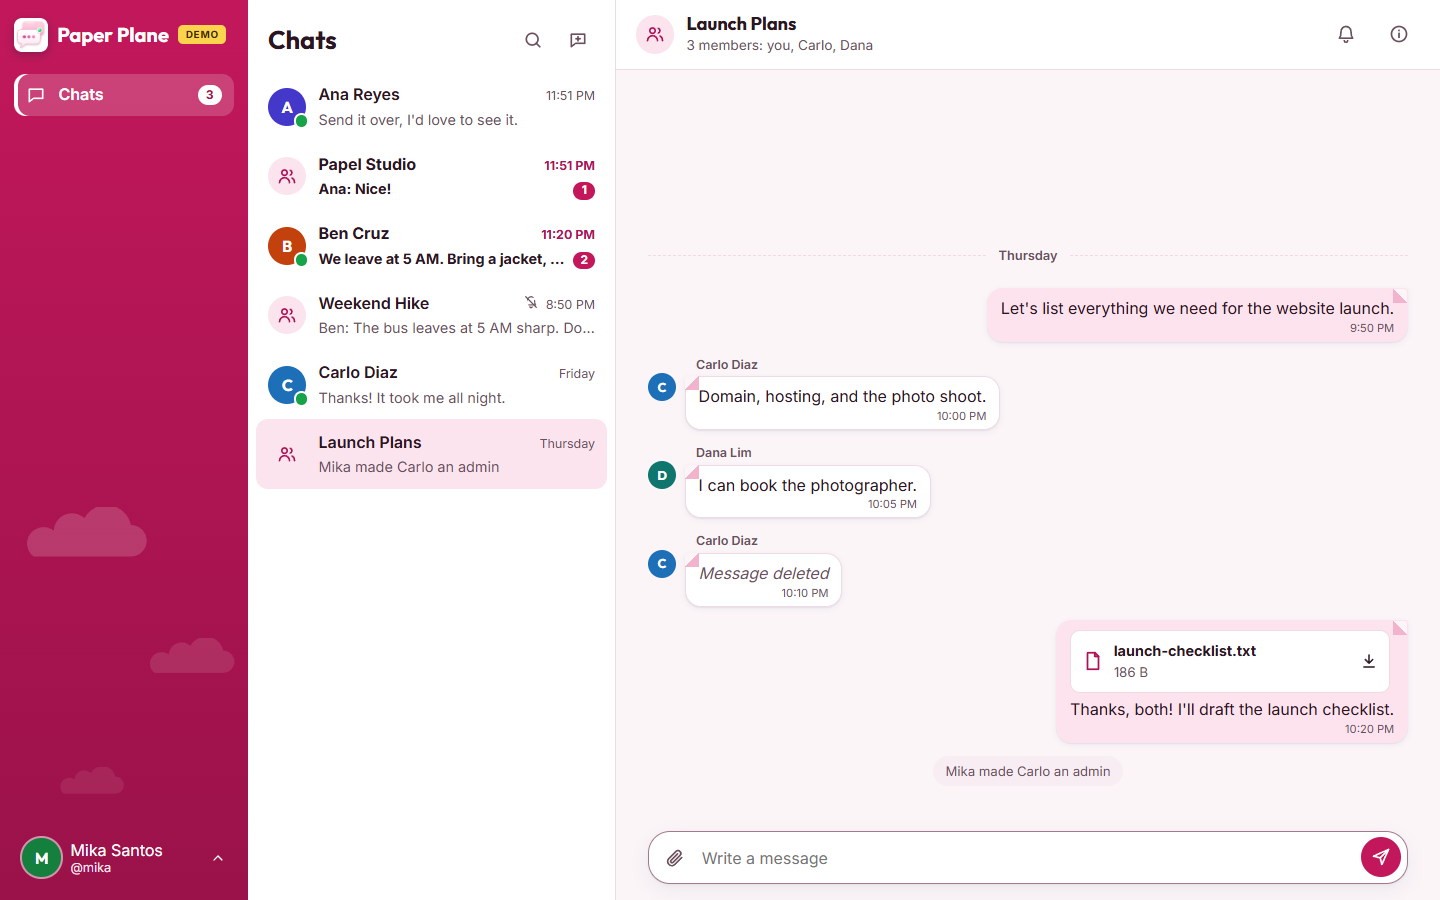 Paper Plane DEMO
Chats 3
Mika Santos
@mika
Chats
Ana Reyes 11:51 PM
Send it over, I'd love to see it.
Papel Studio 11:51 PM
Ana: Nice! 1
Ben Cruz 11:20 PM
We leave at 5 AM. Bring a jacket, ... 2
Weekend Hike 8:50 PM
Ben: The bus leaves at 5 AM sharp. Do...
Carlo Diaz Friday
Thanks! It took me all night.
Launch Plans Thursday
Mika made Carlo an admin
Launch Plans
3 members: you, Carlo, Dana
Thursday
Let's list everything we need for the website launch.
9:50 PM
Carlo Diaz
Domain, hosting, and the photo shoot.
10:00 PM
Dana Lim
I can book the photographer.
10:05 PM
Carlo Diaz
Message deleted
10:10 PM
launch-checklist.txt
186 B
Thanks, both! I'll draft the launch checklist.
10:20 PM
Mika made Carlo an admin
Write a message
A
B
C
C
D
C
M